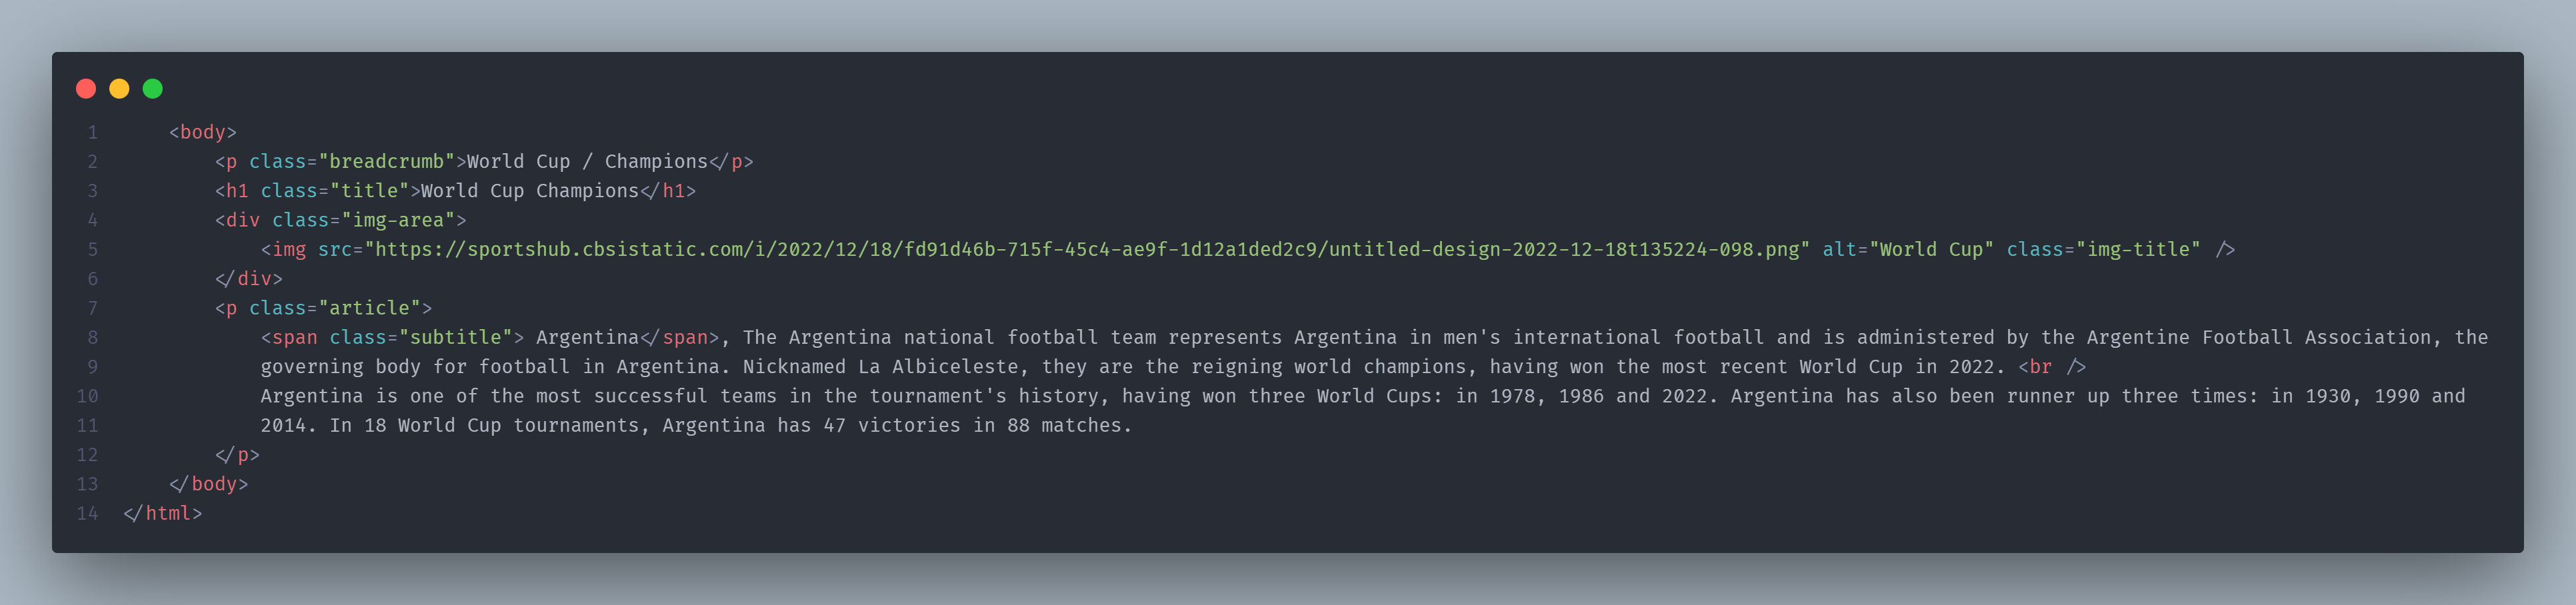 1    <body>
2        <p class="breadcrumb">World Cup / Champions</p>
3        <h1 class="title">World Cup Champions</h1>
4        <div class="img-area">
5            <img src="https://sportshub.cbsistatic.com/i/2022/12/18/fd91d46b-715f-45c4-ae9f-1d12a1ded2c9/untitled-design-2022-12-18t135224-098.png" alt="World Cup" class="img-title" />
6        </div>
7        <p class="article">
8            <span class="subtitle"> Argentina</span>, The Argentina national football team represents Argentina in men's international football and is administered by the Argentine Football Association, the
9            governing body for football in Argentina. Nicknamed La Albiceleste, they are the reigning world champions, having won the most recent World Cup in 2022. <br />
10            Argentina is one of the most successful teams in the tournament's history, having won three World Cups: in 1978, 1986 and 2022. Argentina has also been runner up three times: in 1930, 1990 and
11            2014. In 18 World Cup tournaments, Argentina has 47 victories in 88 matches.
12        </p>
13    </body>
14</html>